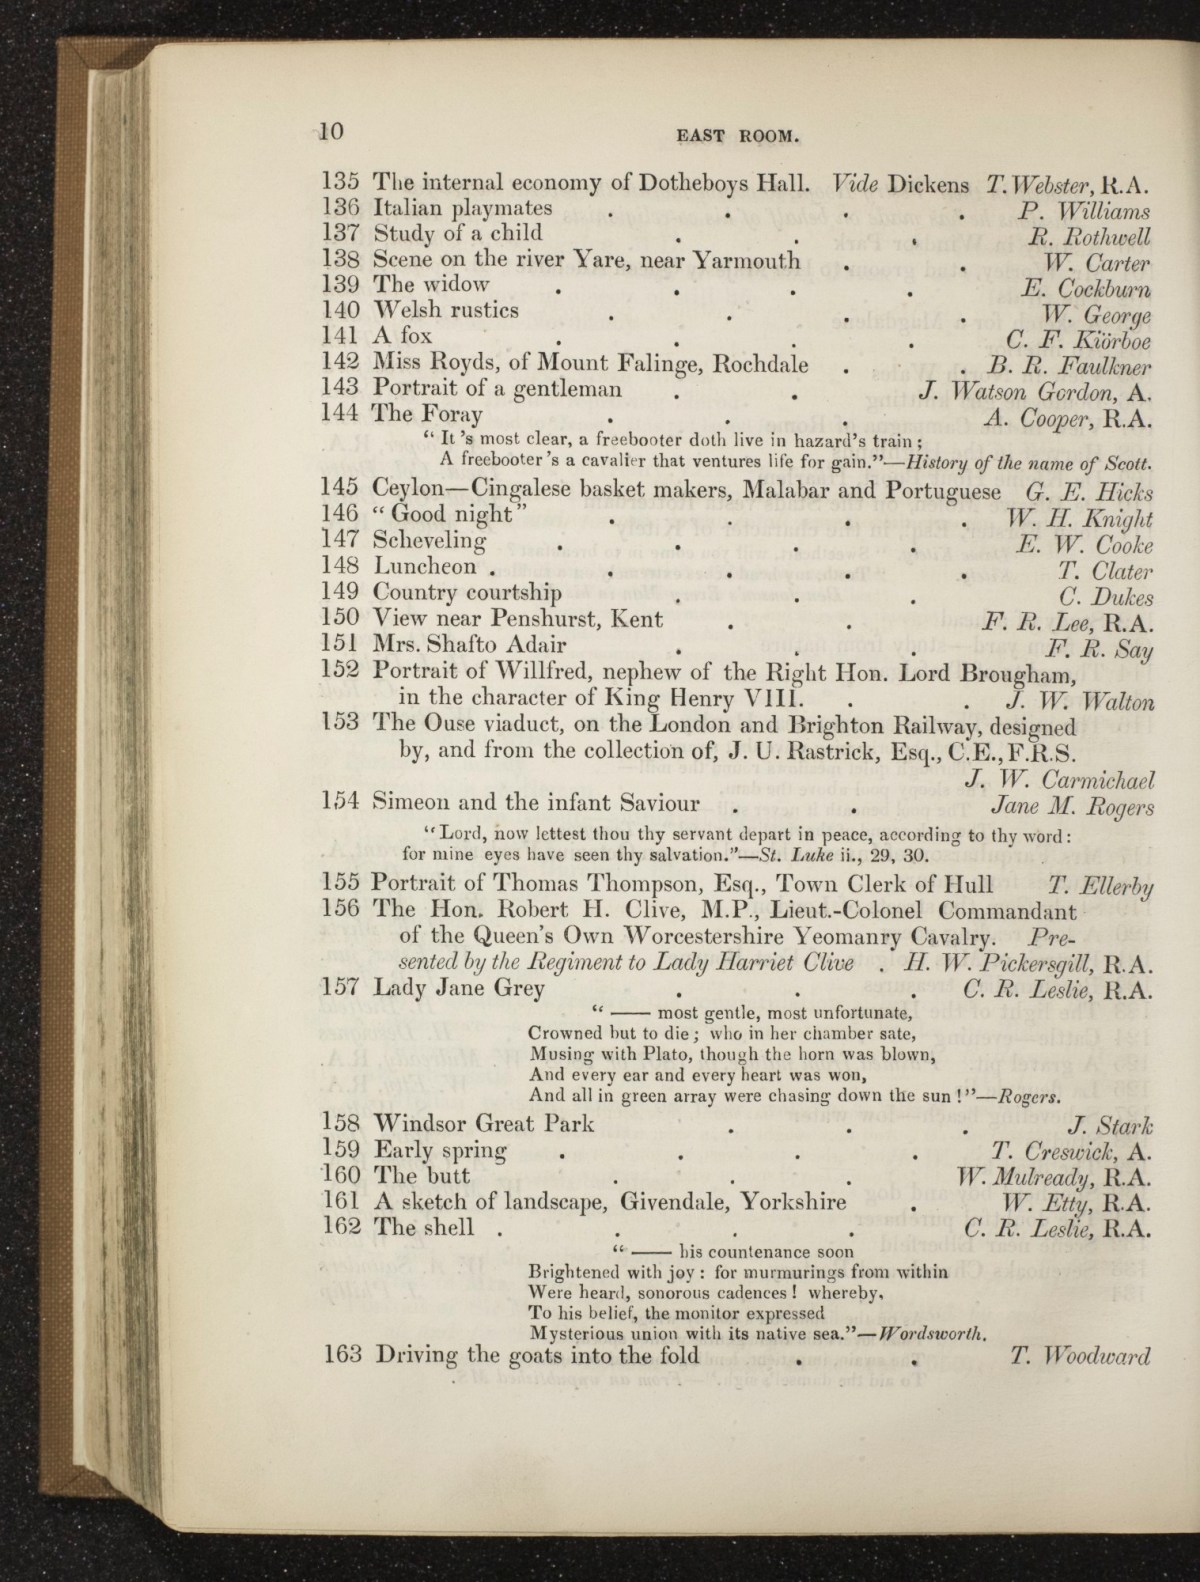 10
EAST ROOM.
135 The internal economy of Dotheboys Hall. Vide Dickens T. Webster, R.A.
136 Italian playmates . . . . P. Williams
137 Study of a child . . . R. Rothwell
138 Scene on the river Yare, near Yarmouth . . W. Carter
139 The widow . . . . E. Cockburn
140 Welsh rustics . . . . W. George
141 A fox . . . . C. F. Kiörboe
142 Miss Royds, of Mount Falinge, Rochdale . . B. R. Faulkner
143 Portrait of a gentleman . . J. Watson Gordon, A.
144 The Foray . . . A. Cooper, R.A.
“ It ’s most clear, a freebooter doth live in hazard’s train ;
A freebooter ’s a cavalier that ventures life for gain.”—History of the name of Scott.
145 Ceylon—Cingalese basket makers, Malabar and Portuguese G. E. Hicks
146 “ Good night” . . . . W. H. Knight
147 Scheveling . . . . E. W. Cooke
148 Luncheon . . . . . T. Clater
149 Country courtship . . . C. Dukes
150 View near Penshurst, Kent . . F. R. Lee, R.A.
151 Mrs. Shafto Adair . . . F. R. Say
152 Portrait of Willfred, nephew of the Right Hon. Lord Brougham,
in the character of King Henry VIII. . . J. W. Walton
153 The Ouse viaduct, on the London and Brighton Railway, designed
by, and from the collection of, J. U. Rastrick, Esq., C.E., F.R.S.
J. W. Carmichael
154 Simeon and the infant Saviour . . Jane M. Rogers
“ Lord, now lettest thou thy servant depart in peace, according to thy word :
for mine eyes have seen thy salvation.”—St. Luke ii., 29, 30.
155 Portrait of Thomas Thompson, Esq., Town Clerk of Hull T. Ellerby
156 The Hon. Robert H. Clive, M.P., Lieut.-Colonel Commandant
of the Queen’s Own Worcestershire Yeomanry Cavalry. Pre-
sented by the Regiment to Lady Harriet Clive . H. W. Pickersgill, R.A.
157 Lady Jane Grey . . . C. R. Leslie, R.A.
“ —— most gentle, most unfortunate,
Crowned but to die ; who in her chamber sate,
Musing with Plato, though the horn was blown,
And every ear and every heart was won,
And all in green array were chasing down the sun !”—Rogers.
158 Windsor Great Park . . . J. Stark
159 Early spring . . . . T. Creswick, A.
160 The butt . . . W. Mulready, R.A.
161 A sketch of landscape, Givendale, Yorkshire . W. Etty, R.A.
162 The shell . . . . C. R. Leslie, R.A.
“ —— his countenance soon
Brightened with joy : for murmurings from within
Were heard, sonorous cadences ! whereby,
To his belief, the monitor expressed
Mysterious union with its native sea.”—Wordsworth.
163 Driving the goats into the fold . . T. Woodward